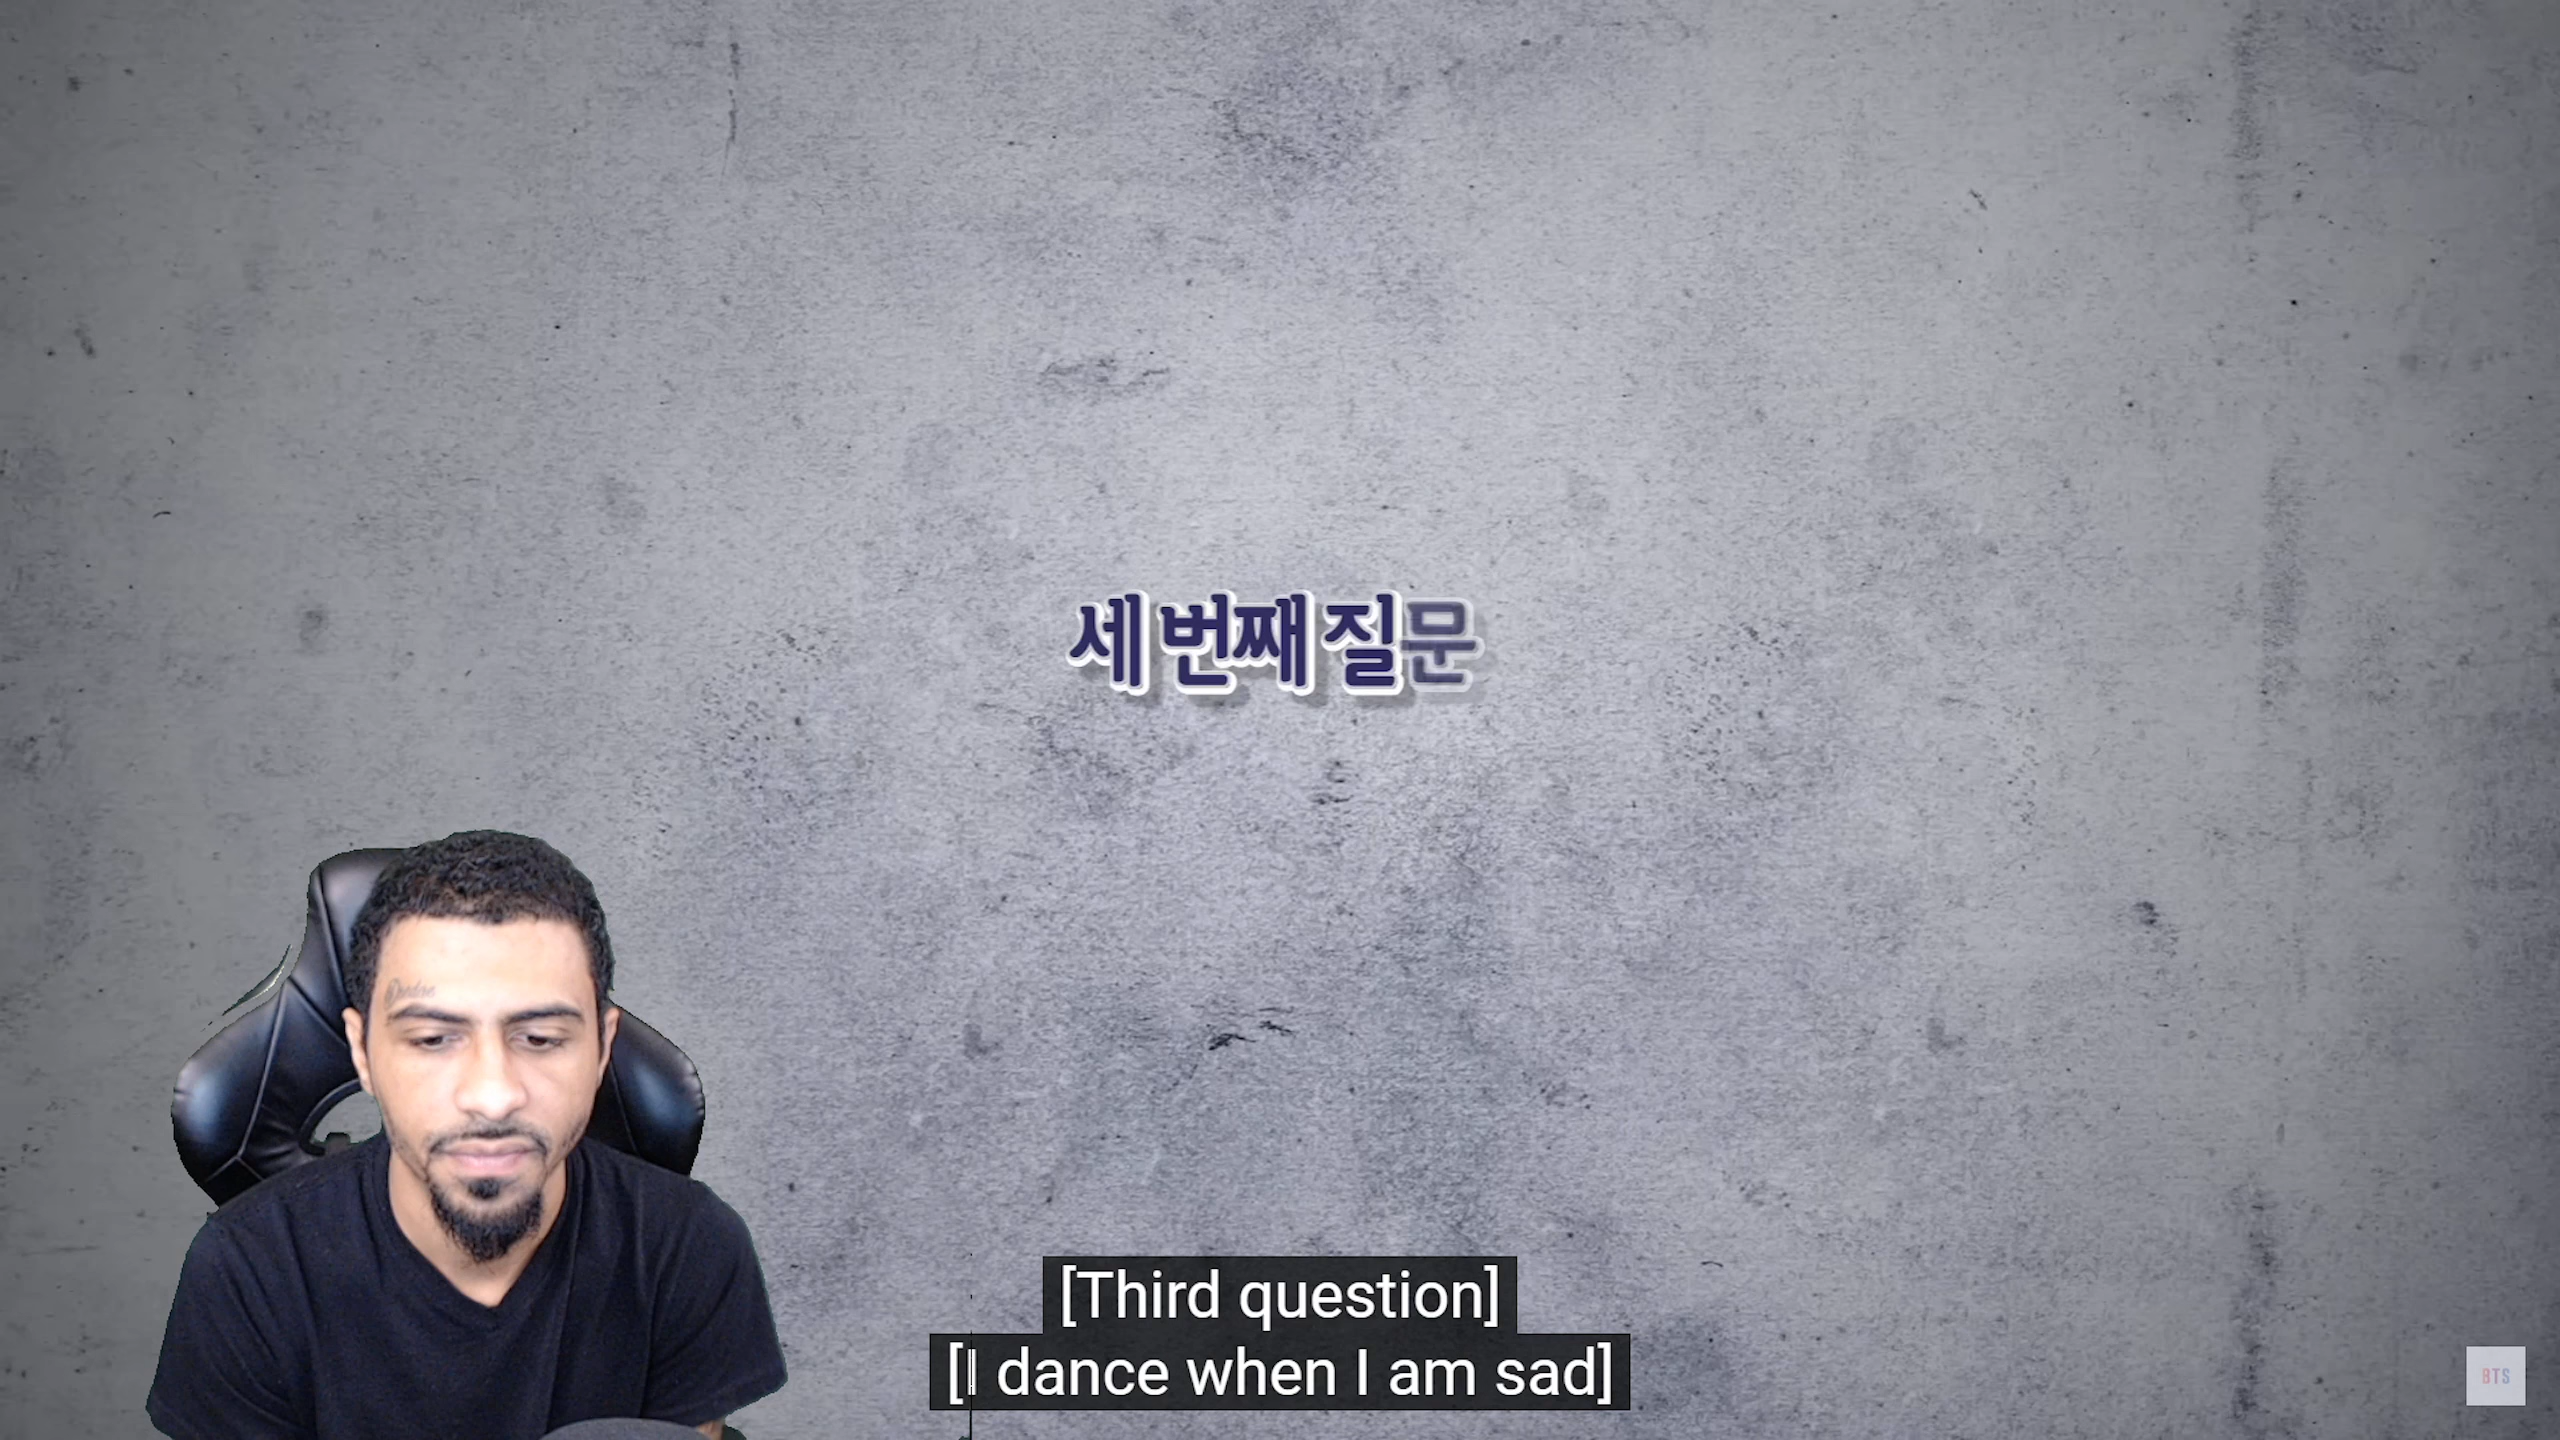 세 번째 질문
[Third question]
[I dance when I am sad]
BTS